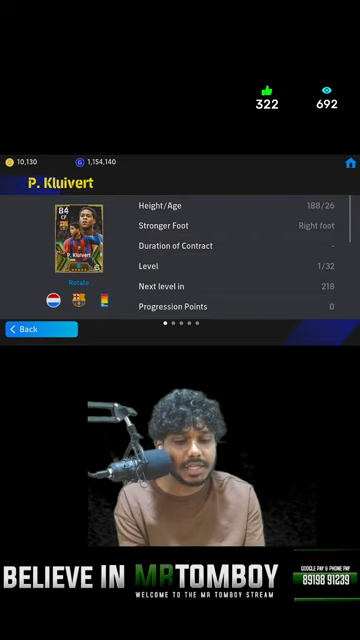 322
692
10,130
1,154,140
P. Kluivert
84
CF
P. Kluivert
Rotate
Height/Age 188/26
Stronger Foot Right foot
Duration of Contract -
Level 1/32
Next level in 218
Progression Points 0
Back
BELIEVE IN MRTOMBOY
WELCOME TO THE MR TOMBOY STREAM
GOOGLE PAY & PHONE PAY
89198 91239